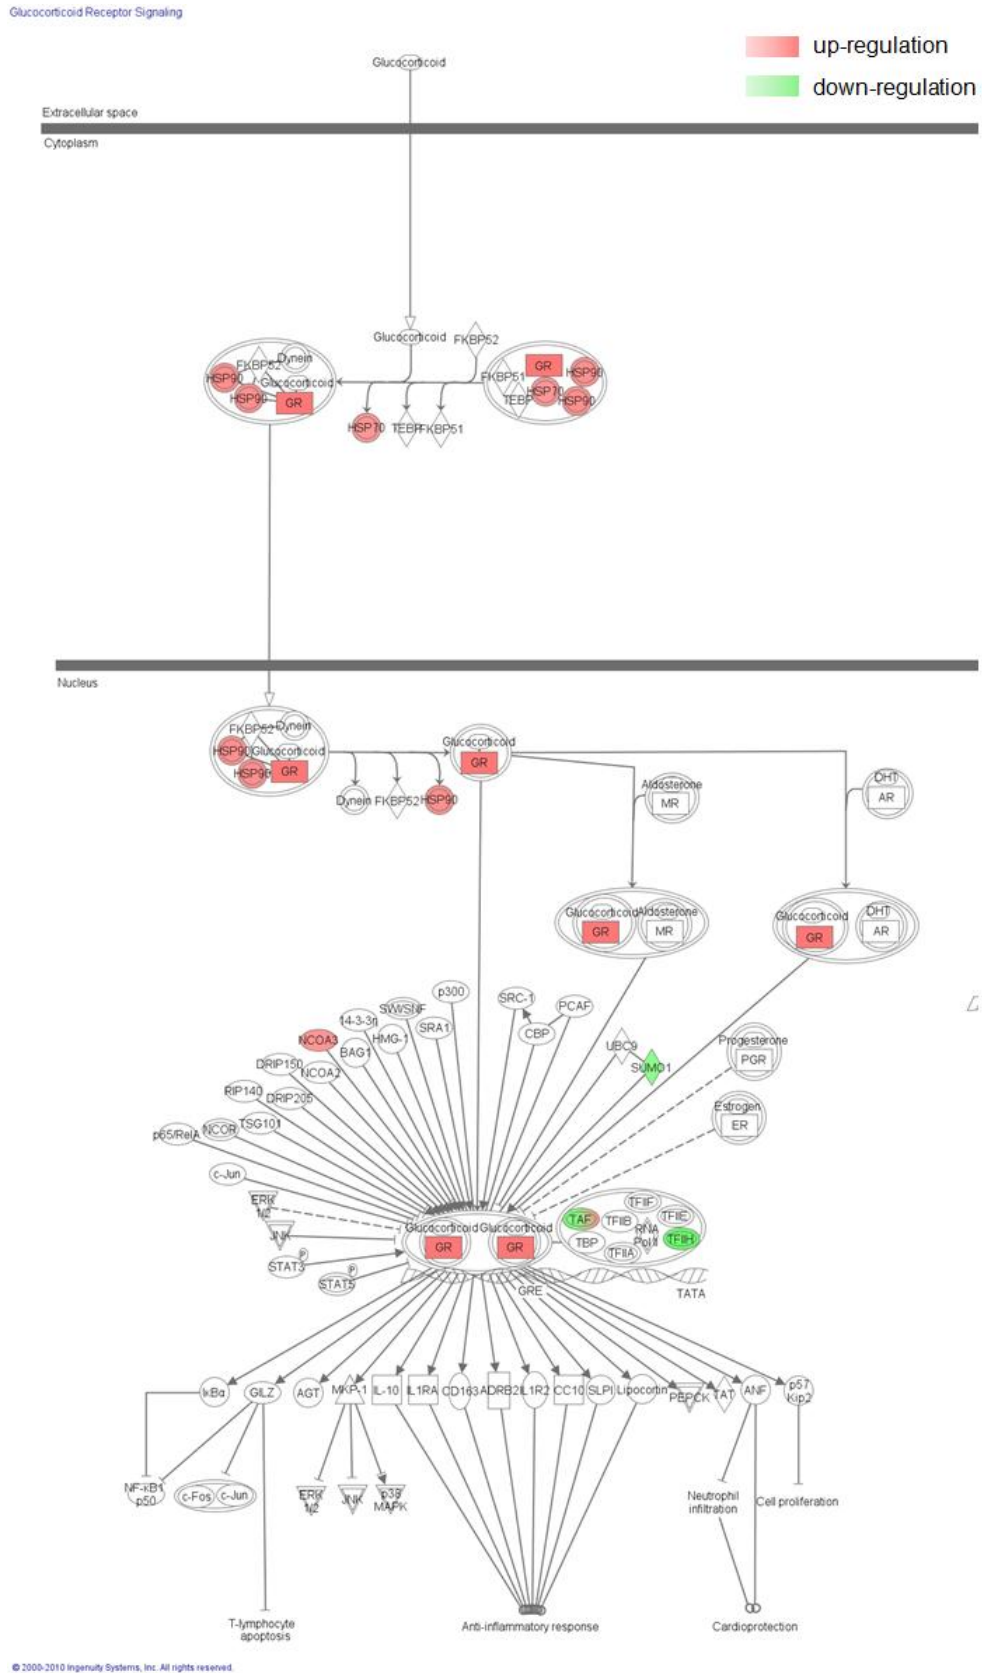 Glucocorticoid Receptor Signaling
up-regulation
down-regulation
Glucocorticoid
Extracellular space
Cytoplasm
Glucocorticoid
FKBP52
FKBP52
Dynein
HSP90
Glucocorticoid
HSP90
GR
GR
HSP90
FKBP51
HSP70
TEBP
HSP90
HSP70
TEBP
FKBP51
Nucleus
FKBP52
Dynein
HSP90
Glucocorticoid
HSP90
GR
Glucocorticoid
GR
Dynein
FKBP52
HSP90
Aldosterone
MR
DHT
AR
Glucocorticoid
Aldosterone
GR
MR
Glucocorticoid
DHT
GR
AR
p300
SRC-1
PCAF
SWI/SNF
14-3-3η
SRA1
CBP
NCOA3
HMG-1
BAG1
UBC9
SUMO1
Progesterone
PGR
DRIP150
NCOA2
RIP140
DRIP205
Estrogen
ER
p65/RelA
NCOR
TSG101
c-Jun
ERK
1/2
JNK
STAT3
P
STAT5
P
Glucocorticoid
Glucocorticoid
GR
GR
TFIIF
TAF
TFIIB
TFIIE
RNA
Pol II
TBP
TFIIH
TFIIA
GRE
TATA
IκBα
GILZ
AGT
MKP-1
IL-10
IL1RA
CD163
ADRB2
IL1R2
CC10
SLPI
Lipocortin
PEPCK
TAT
ANF
p57
Kip2
NF-κB1
p50
c-Fos
c-Jun
ERK
1/2
JNK
p38
MAPK
Neutrophil
infiltration
Cell proliferation
T-lymphocyte
apoptosis
Anti-inflammatory response
Cardioprotection
© 2000-2010 Ingenuity Systems, Inc. All rights reserved.